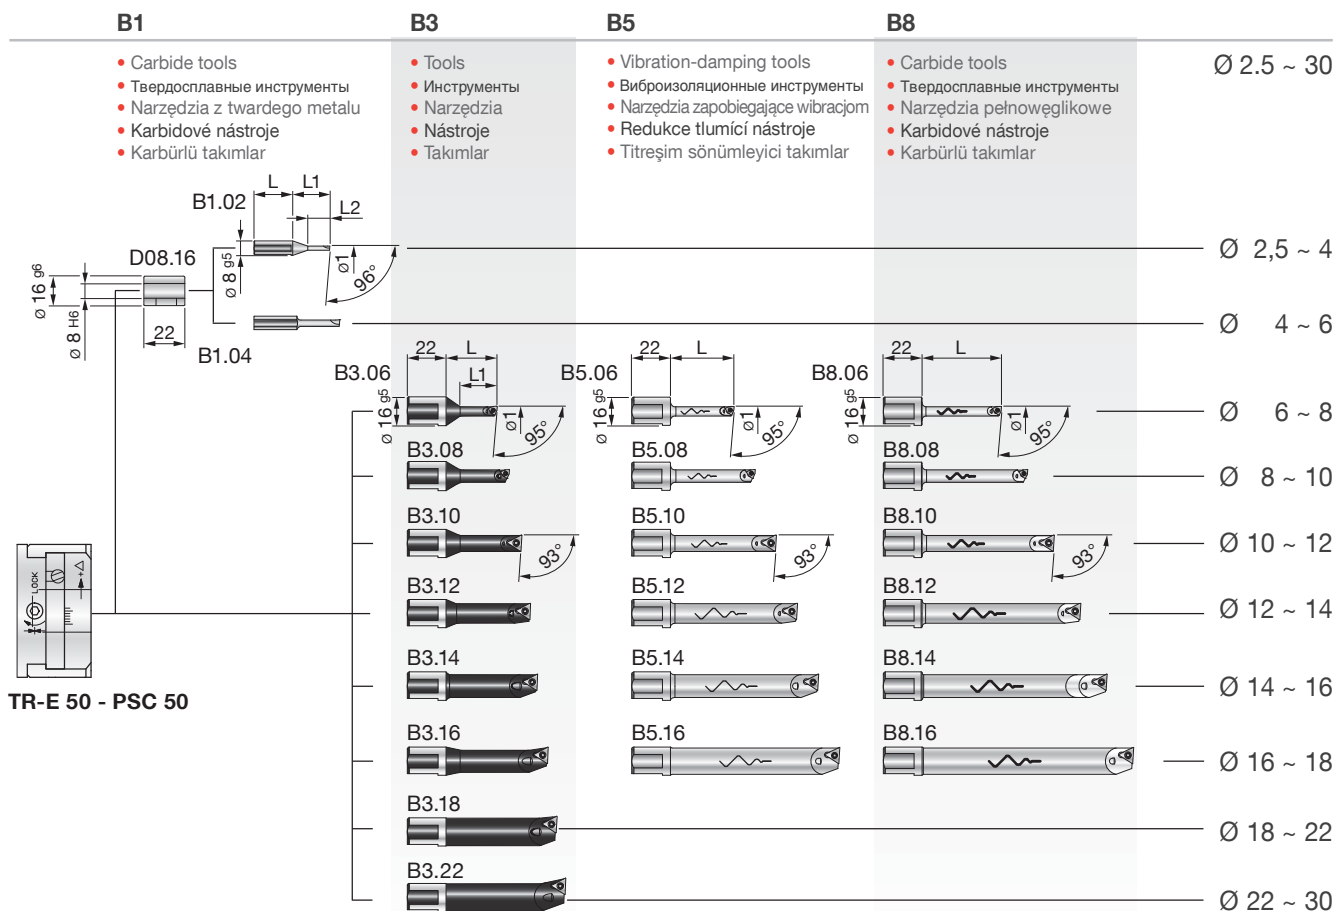 B1
B3
B5
B8
• Carbide tools
• Твердосплавные инструменты
• Narzędzia z twardego metalu
• Karbidové nástroje
• Karbürlü takımlar
• Tools
• Инструменты
• Narzędzia
• Nástroje
• Takımlar
• Vibration-damping tools
• Виброизоляционные инструменты
• Narzędzia zapobiegające wibracjom
• Redukce tlumící nástroje
• Titreşim sönümleyici takımlar
• Carbide tools
• Твердосплавные инструменты
• Narzędzia pełnowęglikowe
• Karbidové nástroje
• Karbürlü takımlar
Ø 2.5 ~ 30
L L1
B1.02
L2
Ø 8 g5
Ø1
96°
Ø 2,5 ~ 4
D08.16
Ø 16 g6
Ø 8 H6
22
B1.04
Ø 4 ~ 6
22 L
L1
B3.06
Ø 16 g5
Ø1
95°
22 L
B5.06
Ø 16 g5
Ø1
95°
22 L
B8.06
Ø 16 g5
Ø1
95°
Ø 6 ~ 8
B3.08
B5.08
B8.08
Ø 8 ~ 10
B3.10
93°
B5.10
93°
B8.10
93°
Ø 10 ~ 12
B3.12
B5.12
B8.12
Ø 12 ~ 14
LOCK
+
TR-E 50 - PSC 50
B3.14
B5.14
B8.14
Ø 14 ~ 16
B3.16
B5.16
B8.16
Ø 16 ~ 18
B3.18
Ø 18 ~ 22
B3.22
Ø 22 ~ 30